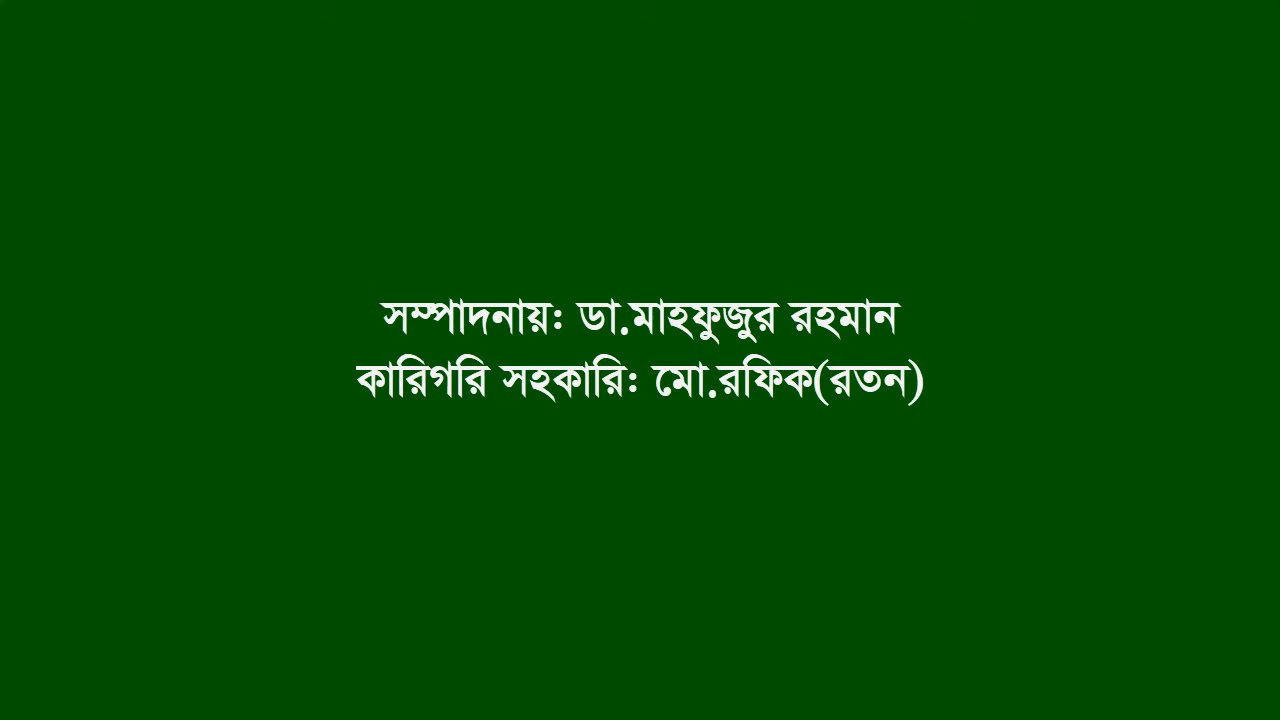 সম্পাদনায়ঃ ডা.মাহফুজুর রহমান
কারিগরি সহকারিঃ মো.রফিক(রতন)